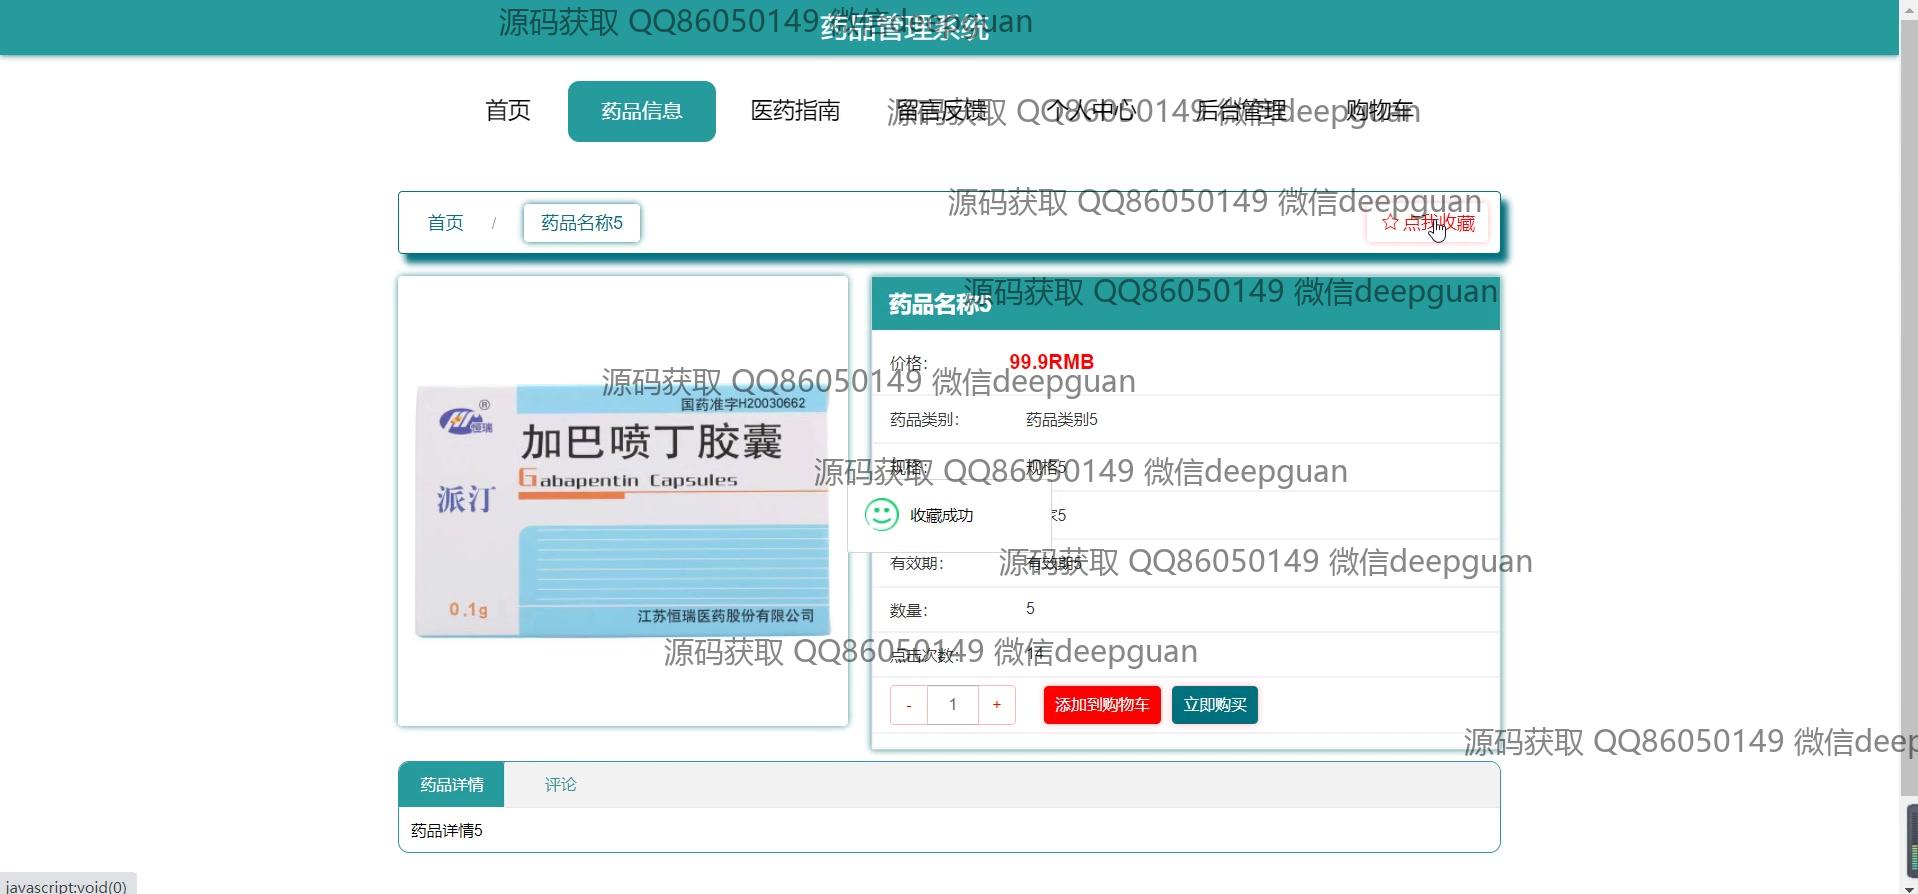 药品管理系统
源码获取 QQ86050149 微信deepguan
首页
药品信息
医药指南
留言反馈
个人中心
后台管理
购物车
源码获取 QQ86050149 微信deepguan
源码获取 QQ86050149 微信deepguan
首页 / 药品名称5
☆ 点我收藏
源码获取 QQ86050149 微信deepguan
药品名称5
价格： 99.9RMB
源码获取 QQ86050149 微信deepguan
国药准字H20030662
恒瑞
®
加巴喷丁胶囊
Gabapentin Capsules
派汀
0.1g
江苏恒瑞医药股份有限公司
药品类别： 药品类别5
规格： 规格5
源码获取 QQ86050149 微信deepguan
收藏成功
家5
有效期： 有效期5
源码获取 QQ86050149 微信deepguan
数量： 5
点击次数： 14
源码获取 QQ86050149 微信deepguan
- 1 +
添加到购物车
立即购买
源码获取 QQ86050149 微信deep
药品详情
评论
药品详情5
javascript:void(0)